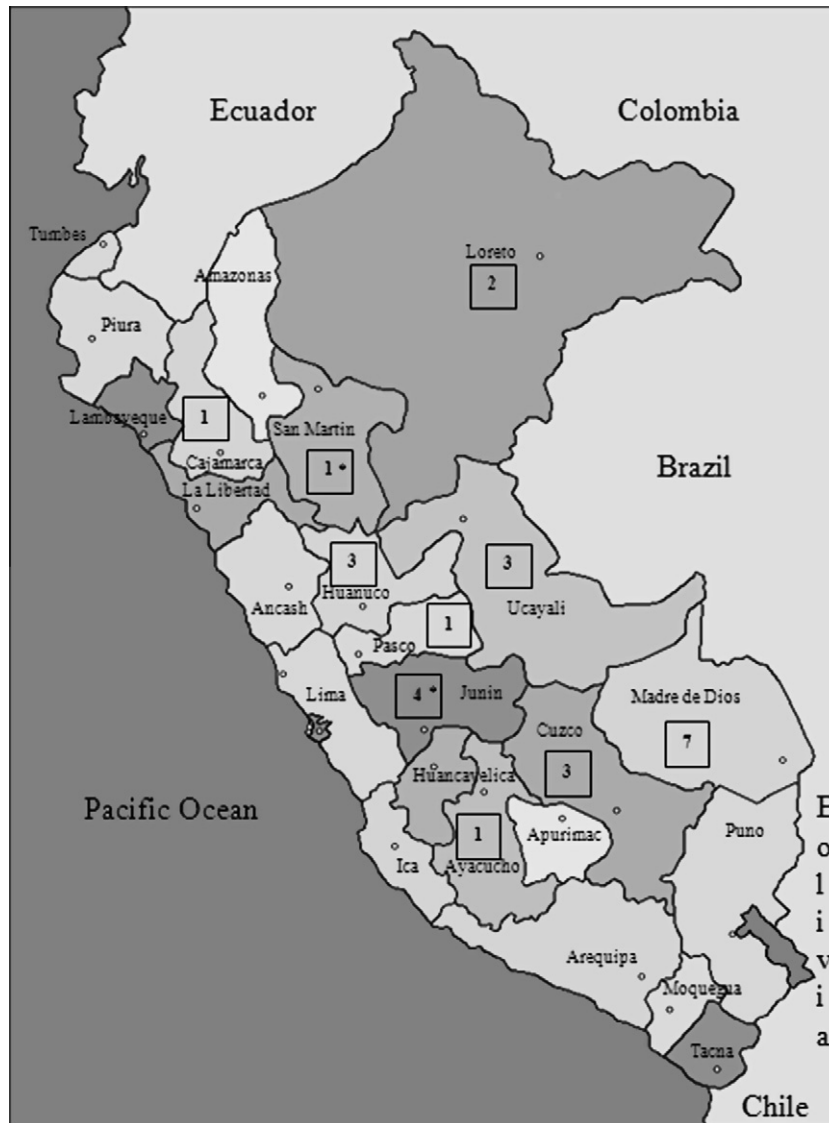 Ecuador
Colombia
Tumbes
Loreto
Amazonas
2
Piura
1
Lambayeque
San Martin
Cajamarca
1 *
Brazil
La Libertad
3
3
Huanuco
Ancash
Ucayali
1
Pasco
Lima
4 *
Junin
Madre de Dios
Cuzco
7
Huancavelica
3
Pacific Ocean
1
Apurimac
Puno
Ica
Ayacucho
Arequipa
Moquegua
Tacna
B
o
l
i
v
i
a
Chile